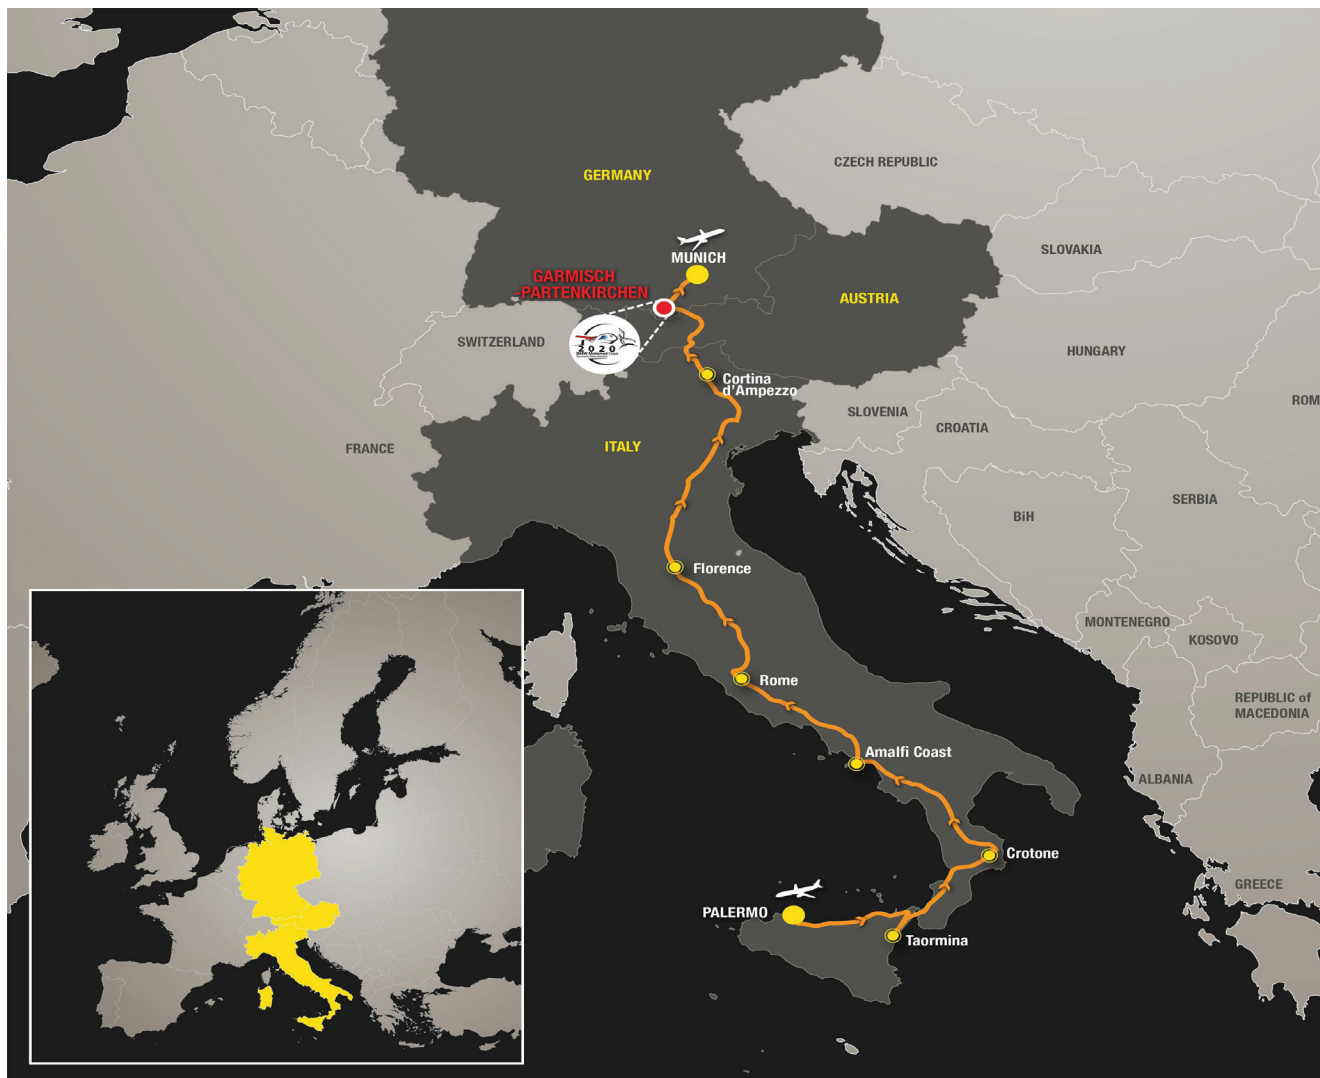 CZECH REPUBLIC
GERMANY
SLOVAKIA
MUNICH
GARMISCH
-PARTENKIRCHEN
AUSTRIA
SWITZERLAND
2020
HUNGARY
Cortina
d'Ampezzo
ROM
SLOVENIA
CROATIA
FRANCE
ITALY
SERBIA
BiH
Florence
MONTENEGRO
KOSOVO
Rome
REPUBLIC of
MACEDONIA
Amalfi Coast
ALBANIA
Crotone
GREECE
PALERMO
Taormina